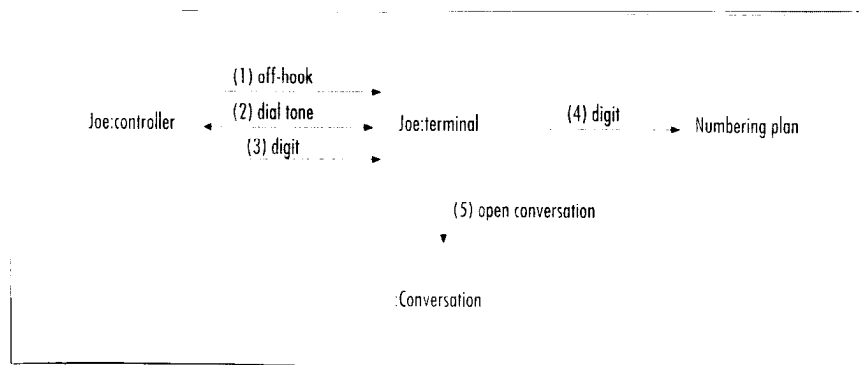 (1) off-hook
Joe:controller (2) dial tone Joe:terminal (4) digit Numbering plan
(3) digit
(5) open conversation
:Conversation